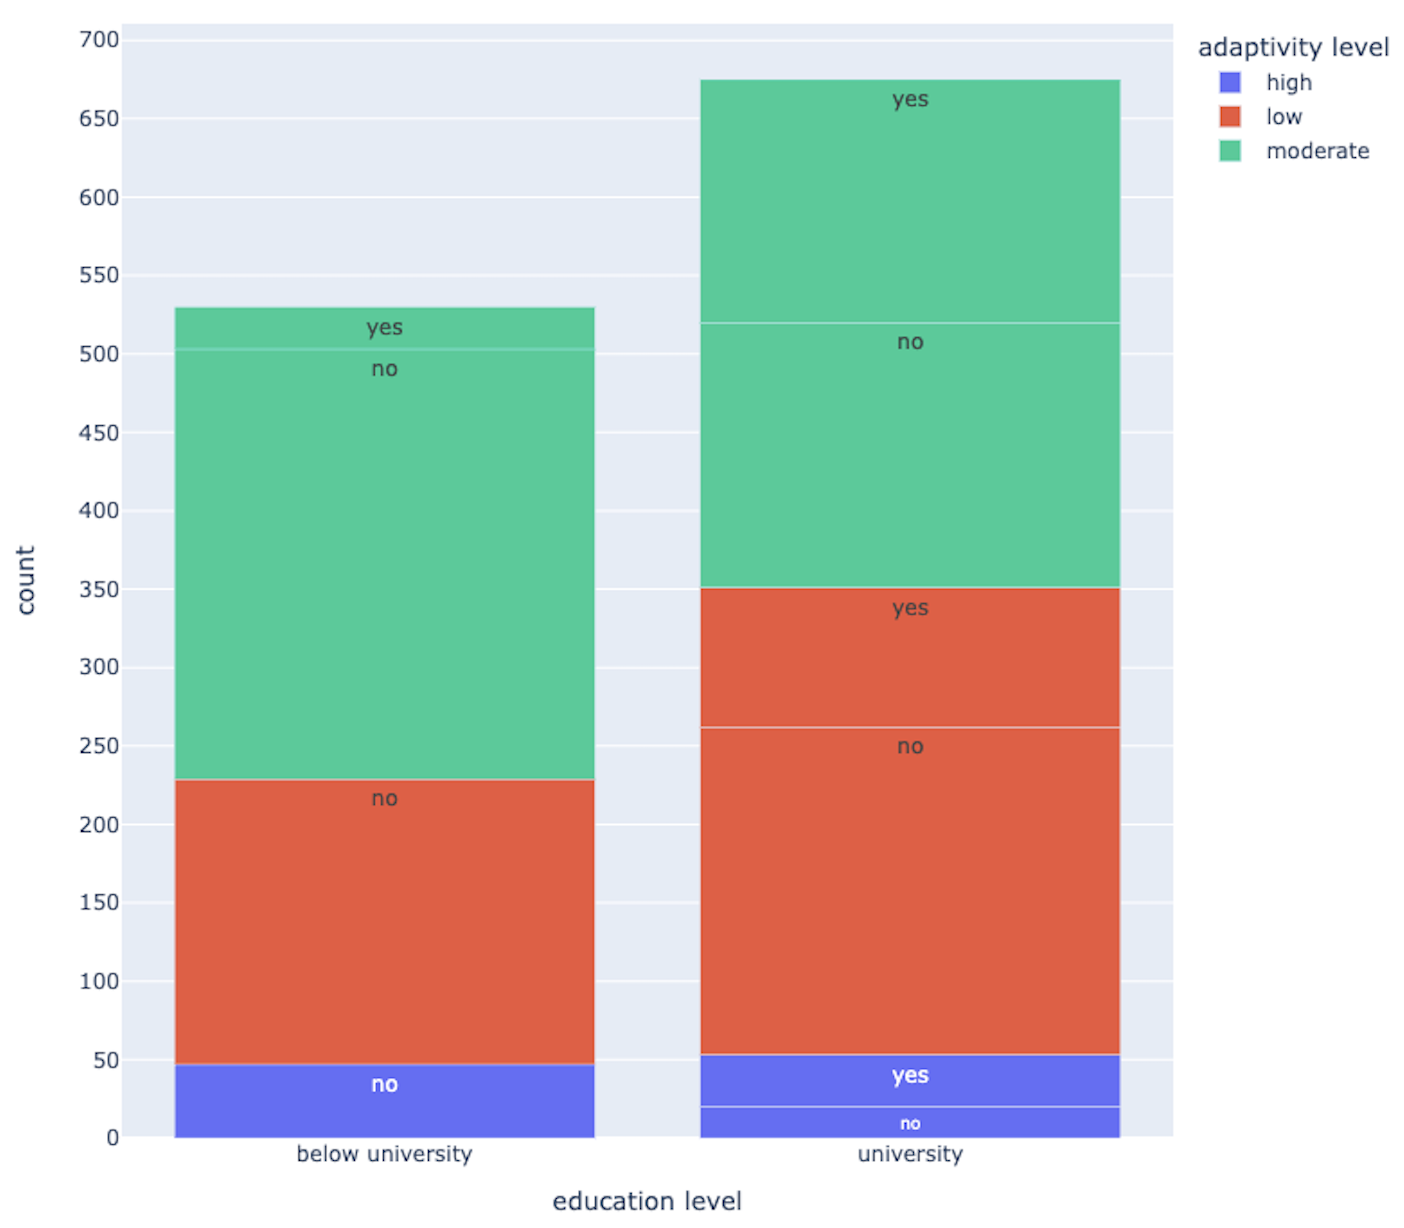 700
650
600
550
500
450
400
350
300
250
200
150
100
50
0
count
yes
no
no
no
yes
no
yes
no
yes
no
below university
university
education level
adaptivity level
high
low
moderate